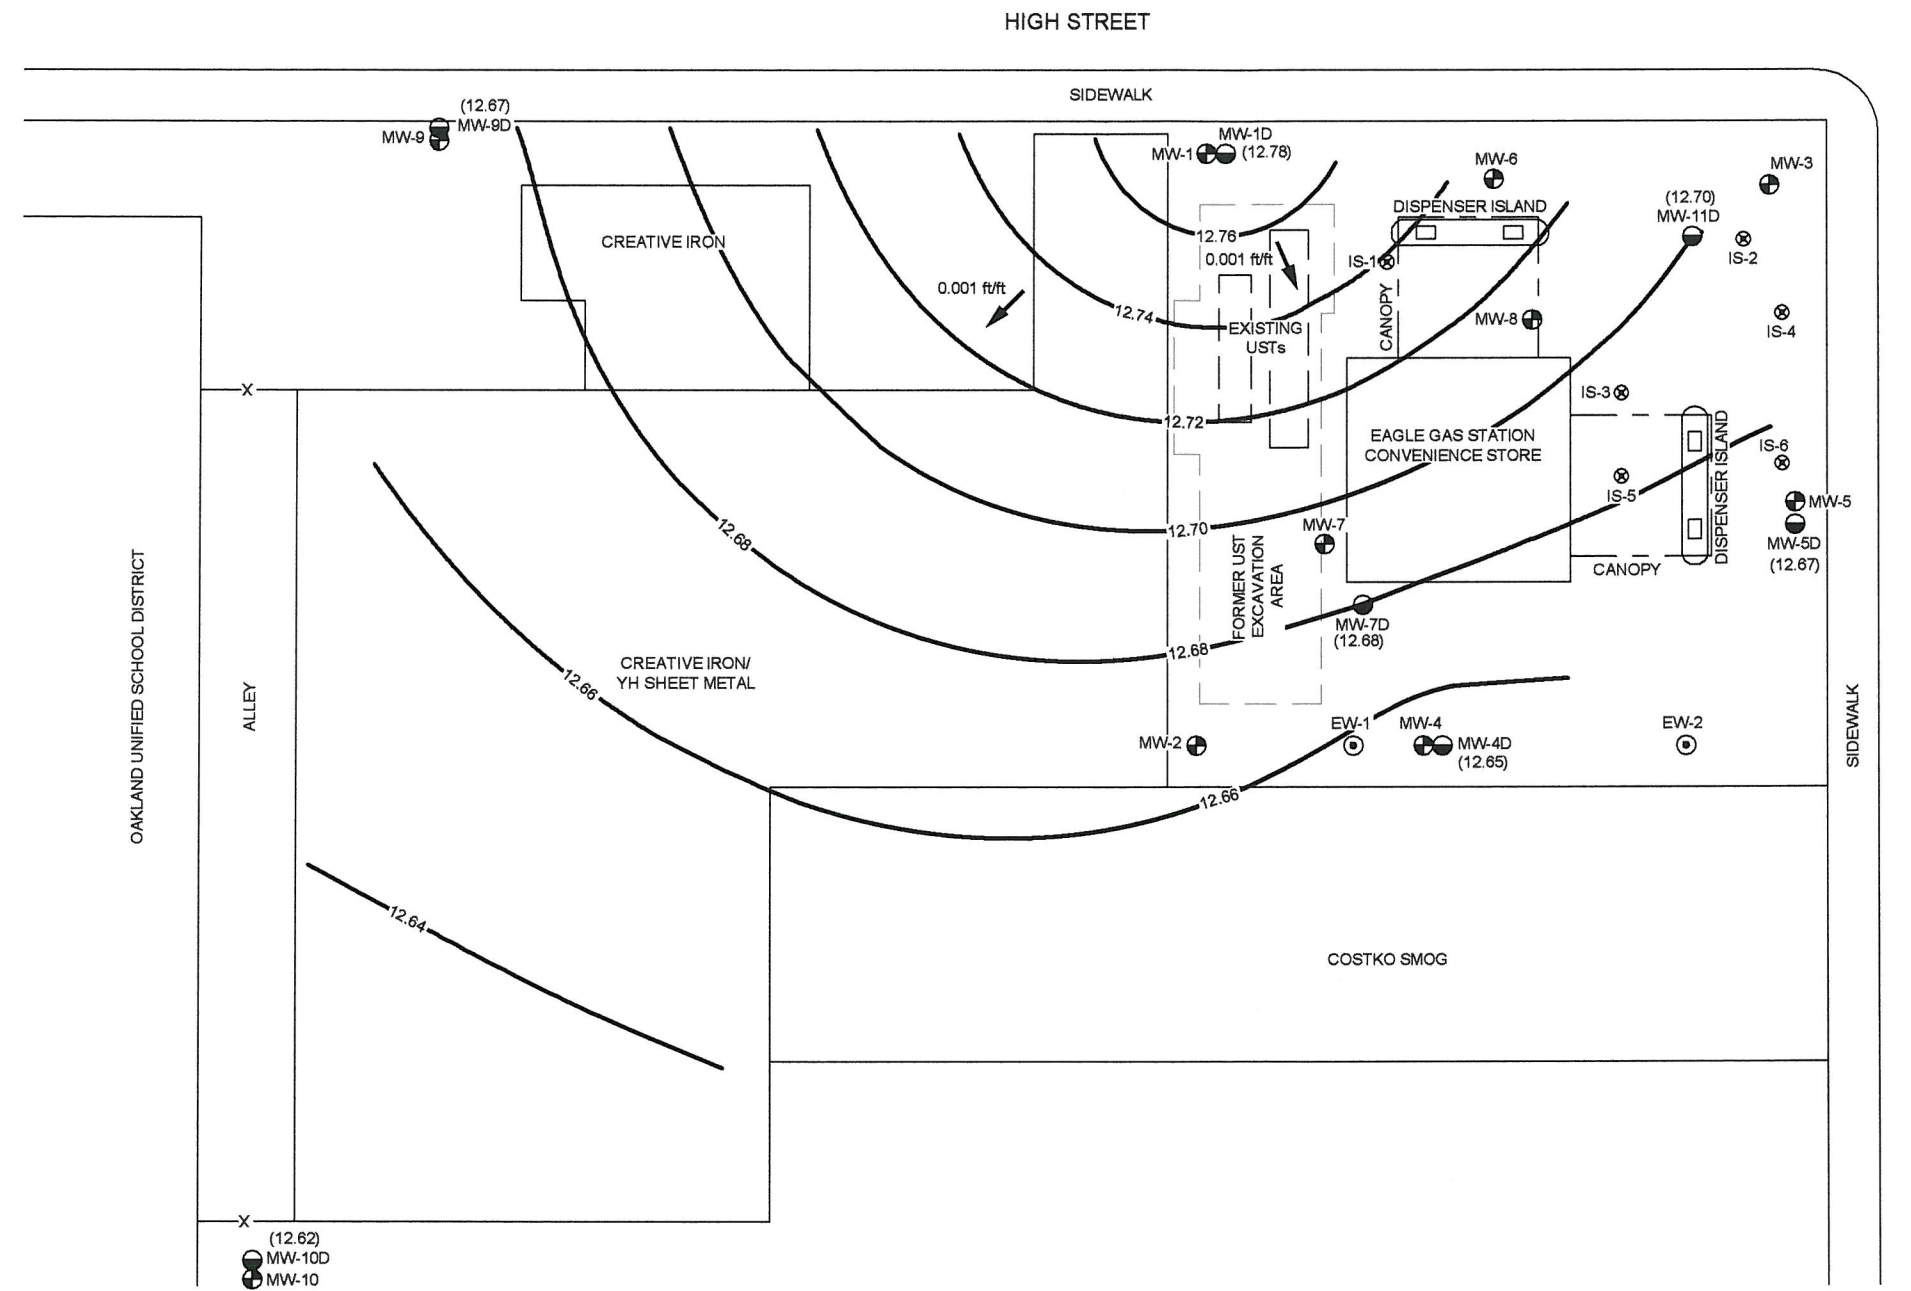 HIGH STREET
SIDEWALK
(12.67)
MW-9D
MW-9
MW-1D
MW-1
(12.78)
MW-6
MW-3
(12.70)
MW-11D
DISPENSER ISLAND
CREATIVE IRON
12.76
0.001 ft/ft
IS-1
IS-2
0.001 ft/ft
12.74
EXISTING
USTs
CANOPY
MW-8
IS-4
X
IS-3
12.72
EAGLE GAS STATION
CONVENIENCE STORE
DISPENSER ISLAND
IS-6
IS-5
MW-5
MW-5D
(12.67)
12.68
12.70
MW-7
CANOPY
FORMER UST
EXCAVATION
AREA
MW-7D
(12.68)
12.68
OAKLAND UNIFIED SCHOOL DISTRICT
ALLEY
CREATIVE IRON/
YH SHEET METAL
12.66
MW-2
EW-1
MW-4
MW-4D
(12.65)
EW-2
SIDEWALK
12.66
12.64
COSTKO SMOG
X
(12.62)
MW-10D
MW-10